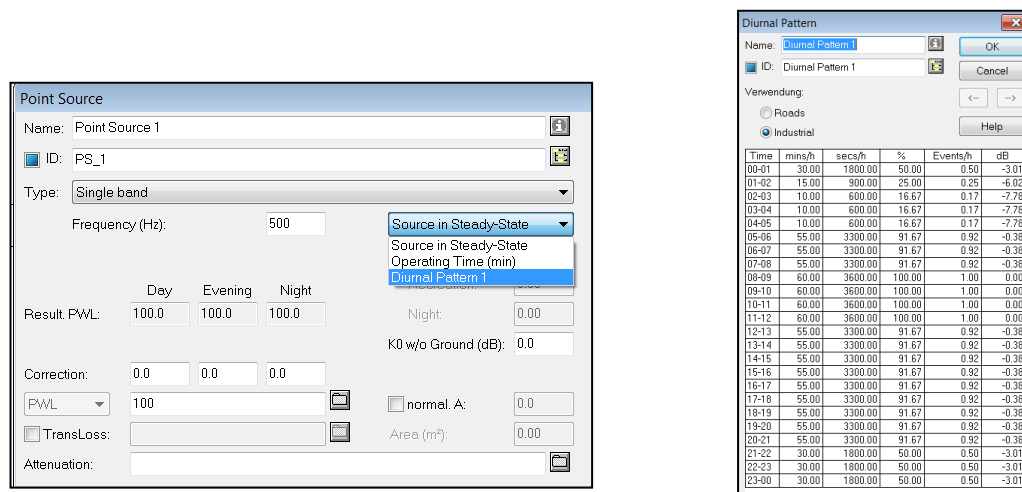 Point Source
Name: Point Source 1
ID: PS_1
Type: Single band
Frequency (Hz): 500 Source in Steady-State
Source in Steady-State
Operating Time (min)
Diurnal Pattern 1
Day Evening Night
Result. PWL: 100.0 100.0 100.0 Night: 0.00
K0 w/o Ground (dB): 0.0
Correction: 0.0 0.0 0.0
PWL 100 normal. A: 0.0
TransLoss: Area (m²): 0.00
Attenuation:
Diurnal Pattern
Name: Diurnal Pattern 1 OK
ID: Diurnal Pattern 1 Cancel
Verwendung: <-- -->
Roads
Industrial Help
Time mins/h secs/h % Events/h dB
00-01 30.00 1800.00 50.00 0.50 -3.01
01-02 15.00 900.00 25.00 0.25 -6.02
02-03 10.00 600.00 16.67 0.17 -7.78
03-04 10.00 600.00 16.67 0.17 -7.78
04-05 10.00 600.00 16.67 0.17 -7.78
05-06 55.00 3300.00 91.67 0.92 -0.38
06-07 55.00 3300.00 91.67 0.92 -0.38
07-08 55.00 3300.00 91.67 0.92 -0.38
08-09 60.00 3600.00 100.00 1.00 0.00
09-10 60.00 3600.00 100.00 1.00 0.00
10-11 60.00 3600.00 100.00 1.00 0.00
11-12 60.00 3600.00 100.00 1.00 0.00
12-13 55.00 3300.00 91.67 0.92 -0.38
13-14 55.00 3300.00 91.67 0.92 -0.38
14-15 55.00 3300.00 91.67 0.92 -0.38
15-16 55.00 3300.00 91.67 0.92 -0.38
16-17 55.00 3300.00 91.67 0.92 -0.38
17-18 55.00 3300.00 91.67 0.92 -0.38
18-19 55.00 3300.00 91.67 0.92 -0.38
19-20 55.00 3300.00 91.67 0.92 -0.38
20-21 55.00 3300.00 91.67 0.92 -0.38
21-22 30.00 1800.00 50.00 0.50 -3.01
22-23 30.00 1800.00 50.00 0.50 -3.01
23-00 30.00 1800.00 50.00 0.50 -3.01